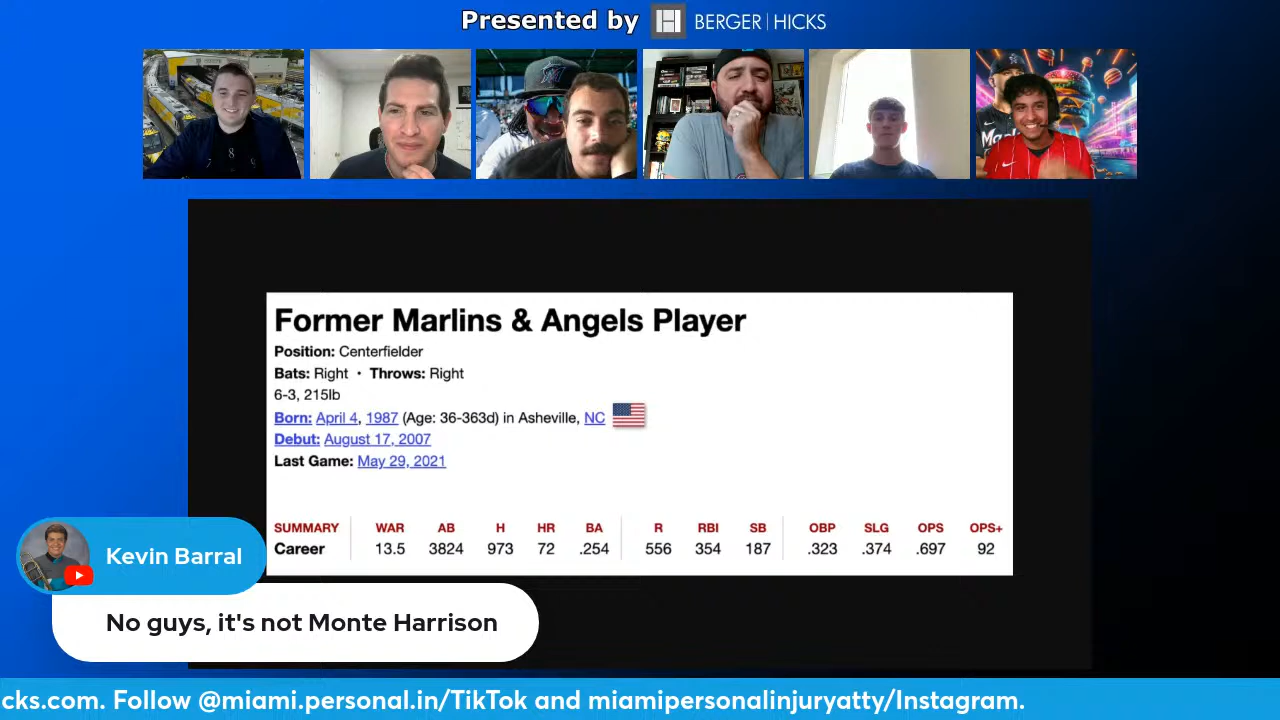 Presented by BERGER | HICKS
Former Marlins & Angels Player
Position: Centerfielder
Bats: Right • Throws: Right
6-3, 215lb
Born: April 4, 1987 (Age: 36-363d) in Asheville, NC
Debut: August 17, 2007
Last Game: May 29, 2021
SUMMARY WAR AB H HR BA R RBI SB OBP SLG OPS OPS+
Career 13.5 3824 973 72 .254 556 354 187 .323 .374 .697 92
Kevin Barral
No guys, it's not Monte Harrison
cks.com. Follow @miami.personal.in/TikTok and miamipersonalinjuryatty/Instagram.